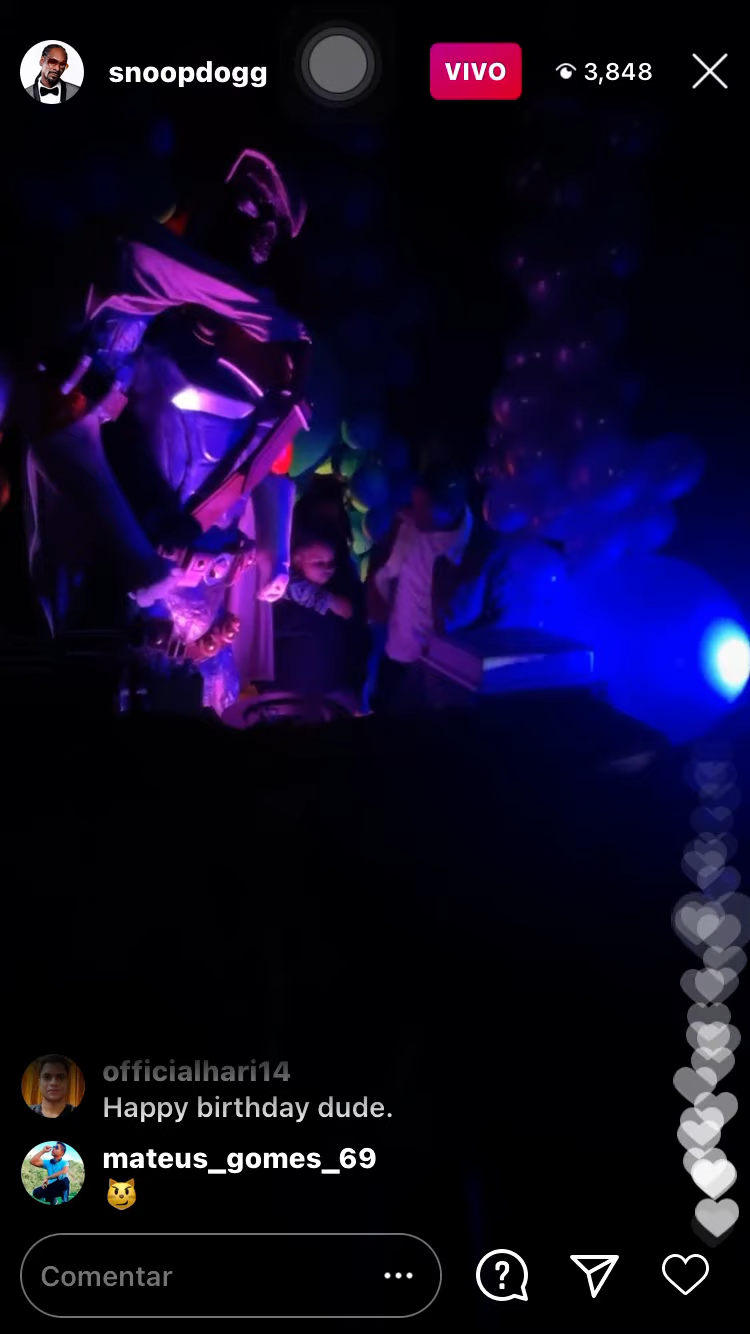 snoopdogg
VIVO
3,848
officialhari14
Happy birthday dude.
mateus_gomes_69
😼
Comentar